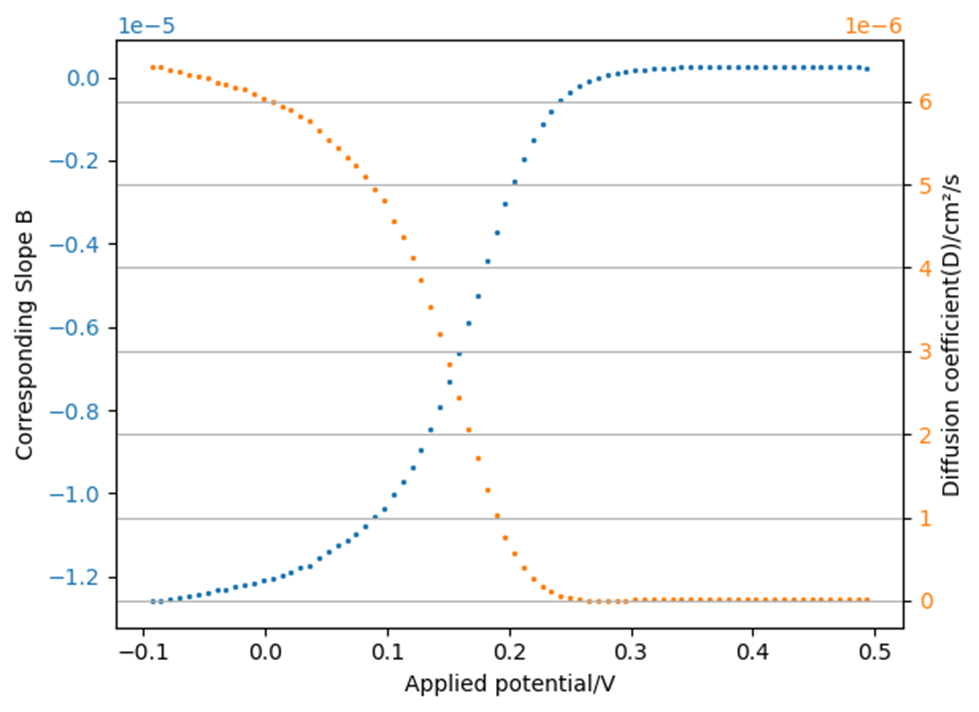 1e−5 1e−6
0.0
−0.2
−0.4
−0.6
−0.8
−1.0
−1.2
Corresponding Slope B
6
5
4
3
2
1
0
Diffusion coefficient(D)/cm²/s
−0.1 0.0 0.1 0.2 0.3 0.4 0.5
Applied potential/V